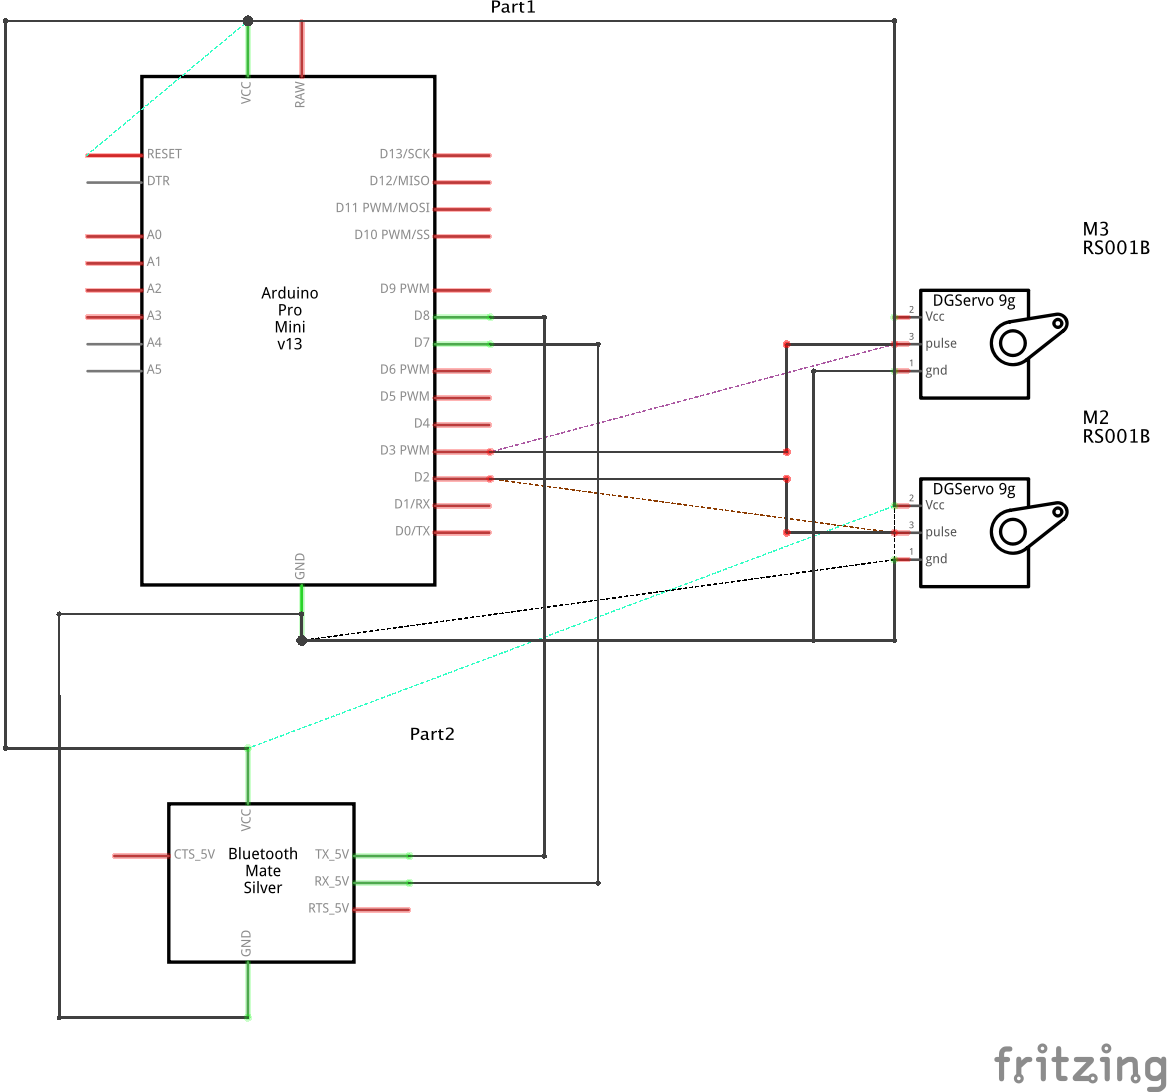 Part1
VCC
RAW
RESET
DTR
A0
A1
A2
A3
A4
A5
Arduino
Pro
Mini
v13
D13/SCK
D12/MISO
D11 PWM/MOSI
D10 PWM/SS
D9 PWM
D8
D7
D6 PWM
D5 PWM
D4
D3 PWM
D2
D1/RX
D0/TX
GND
M3
RS001B
DGServo 9g
2
Vcc
3
pulse
1
gnd
M2
RS001B
DGServo 9g
2
Vcc
3
pulse
1
gnd
Part2
VCC
CTS_5V
Bluetooth
Mate
Silver
TX_5V
RX_5V
RTS_5V
GND
fritzing